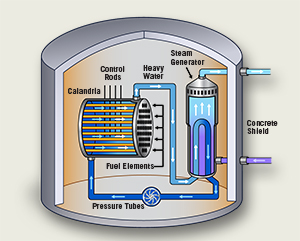 Steam
Generator
Heavy
Water
Control
Rods
Calandria
Concrete
Shield
Fuel Elements
Pressure Tubes